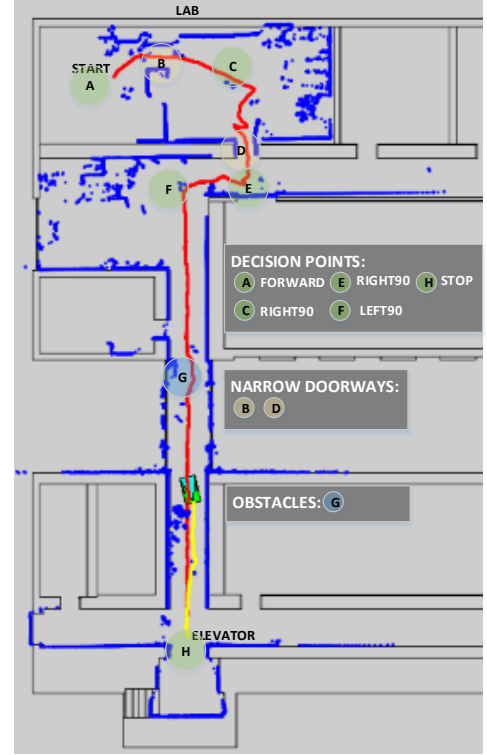 LAB
START
A
B
C
D
F
E
DECISION POINTS:
A FORWARD E RIGHT90 H STOP
C RIGHT90 F LEFT90
G
NARROW DOORWAYS:
B D
OBSTACLES: G
ELEVATOR
H